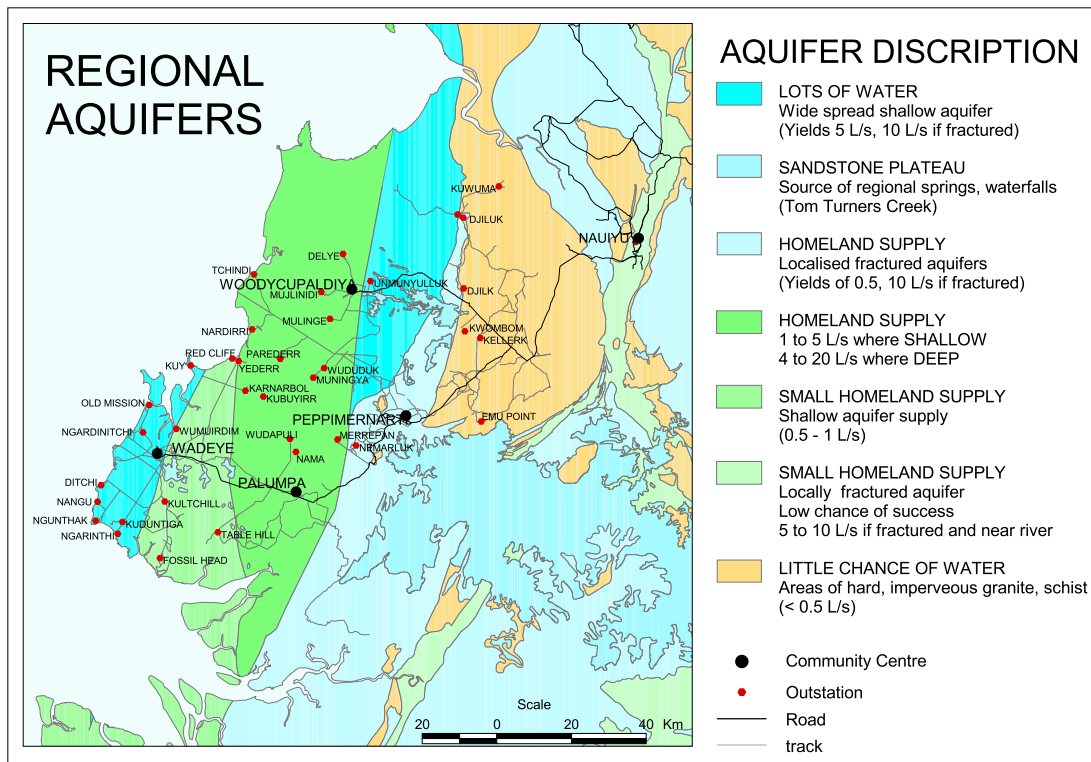 REGIONAL
AQUIFERS
KUWUMA
DJILUK
NAUIYU
DELYE
TCHINDI
WOODYCUPALDIYA
UNMUNYULLUK
MUJLINDI
DJILK
MULINGE
NARDIRRI
KWOMBOM
KELLERK
RED CLIFF
PAREDERR
KUY
YEDERR
WUDUDUK
MUNINGYA
KARNARBOL
KUBUYIRR
OLD MISSION
PEPPIMERNARTI
EMU POINT
NGARDINITCHI
WUMUIRDIM
WUDAPULI
MERREPAN
WADEYE
NEMARLUK
NAMA
DITCHI
PALUMPA
NANGU
KULTCHILL
NGUNTHAK
KUDUNTIGA
NGARINTHI
TABLE HILL
FOSSIL HEAD
Scale
20 0 20 40 Km
AQUIFER DISCRIPTION
LOTS OF WATER
Wide spread shallow aquifer
(Yields 5 L/s, 10 L/s if fractured)
SANDSTONE PLATEAU
Source of regional springs, waterfalls
(Tom Turners Creek)
HOMELAND SUPPLY
Localised fractured aquifers
(Yields of 0.5, 10 L/s if fractured)
HOMELAND SUPPLY
1 to 5 L/s where SHALLOW
4 to 20 L/s where DEEP
SMALL HOMELAND SUPPLY
Shallow aquifer supply
(0.5 - 1 L/s)
SMALL HOMELAND SUPPLY
Locally fractured aquifer
Low chance of success
5 to 10 L/s if fractured and near river
LITTLE CHANCE OF WATER
Areas of hard, imperveous granite, schist
(< 0.5 L/s)
Community Centre
Outstation
Road
track